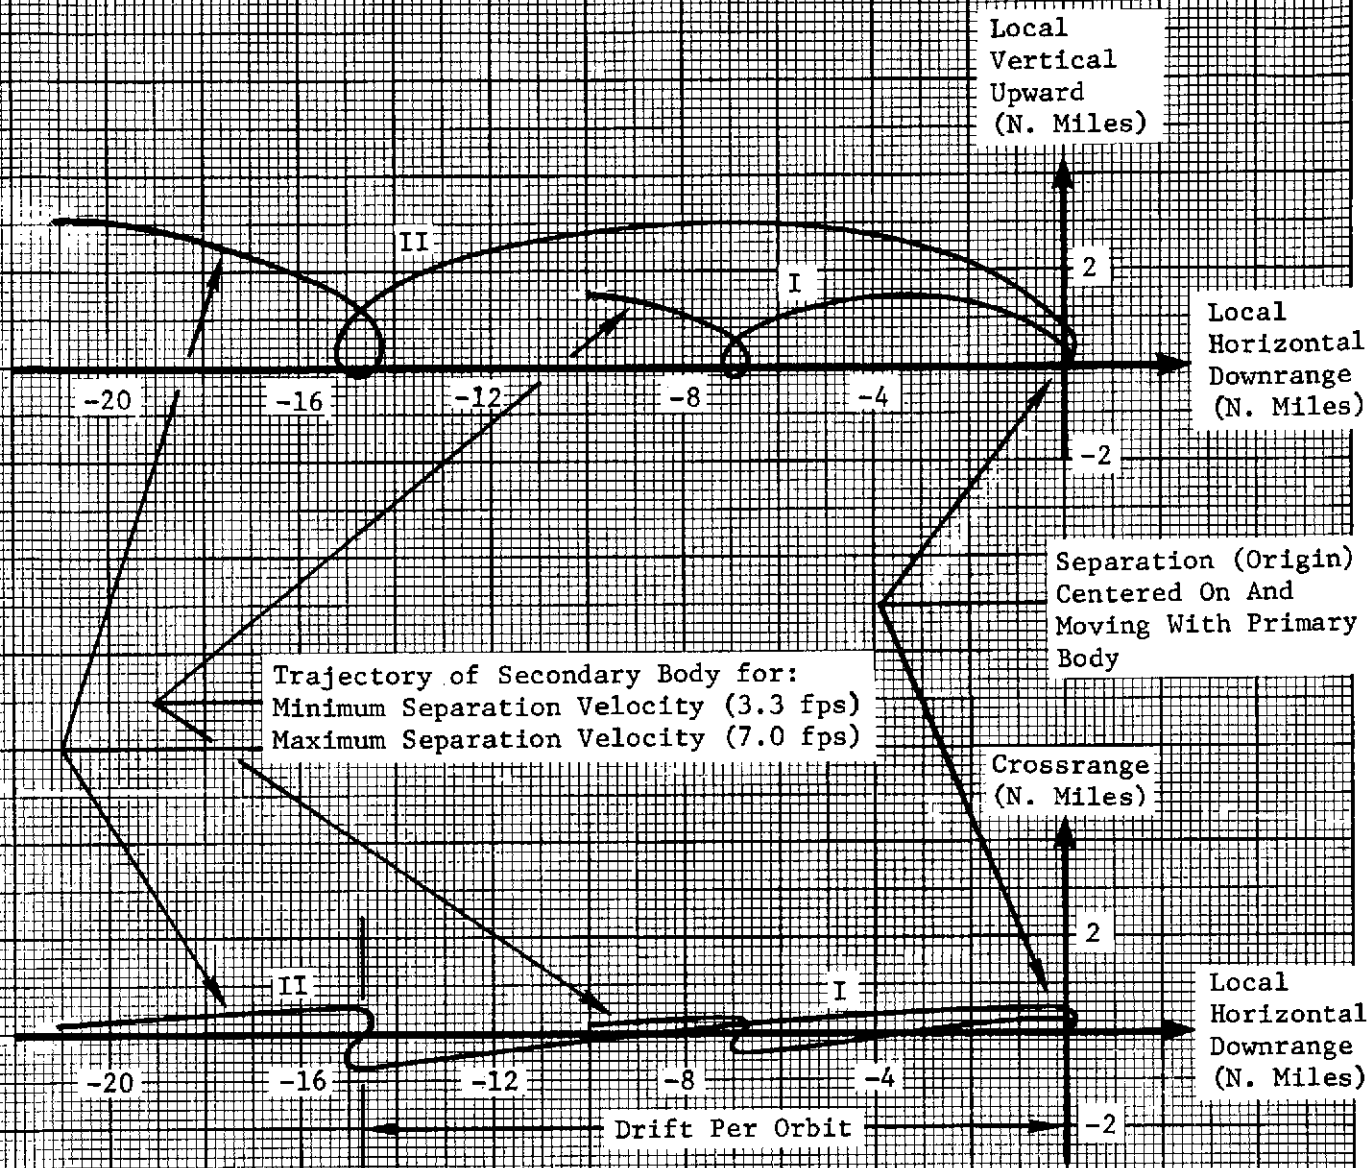 Local
Vertical
Upward
(N. Miles)
II
I
2
Local
Horizontal
Downrange
(N. Miles)
-20
-16
-12
-8
-4
-2
Separation (Origin)
Centered On And
Moving With Primary
Body
Trajectory of Secondary Body for:
Minimum Separation Velocity (3.3 fps)
Maximum Separation Velocity (7.0 fps)
Crossrange
(N. Miles)
2
II
I
Local
Horizontal
Downrange
(N. Miles)
-20
-16
-12
-8
-4
-2
Drift Per Orbit